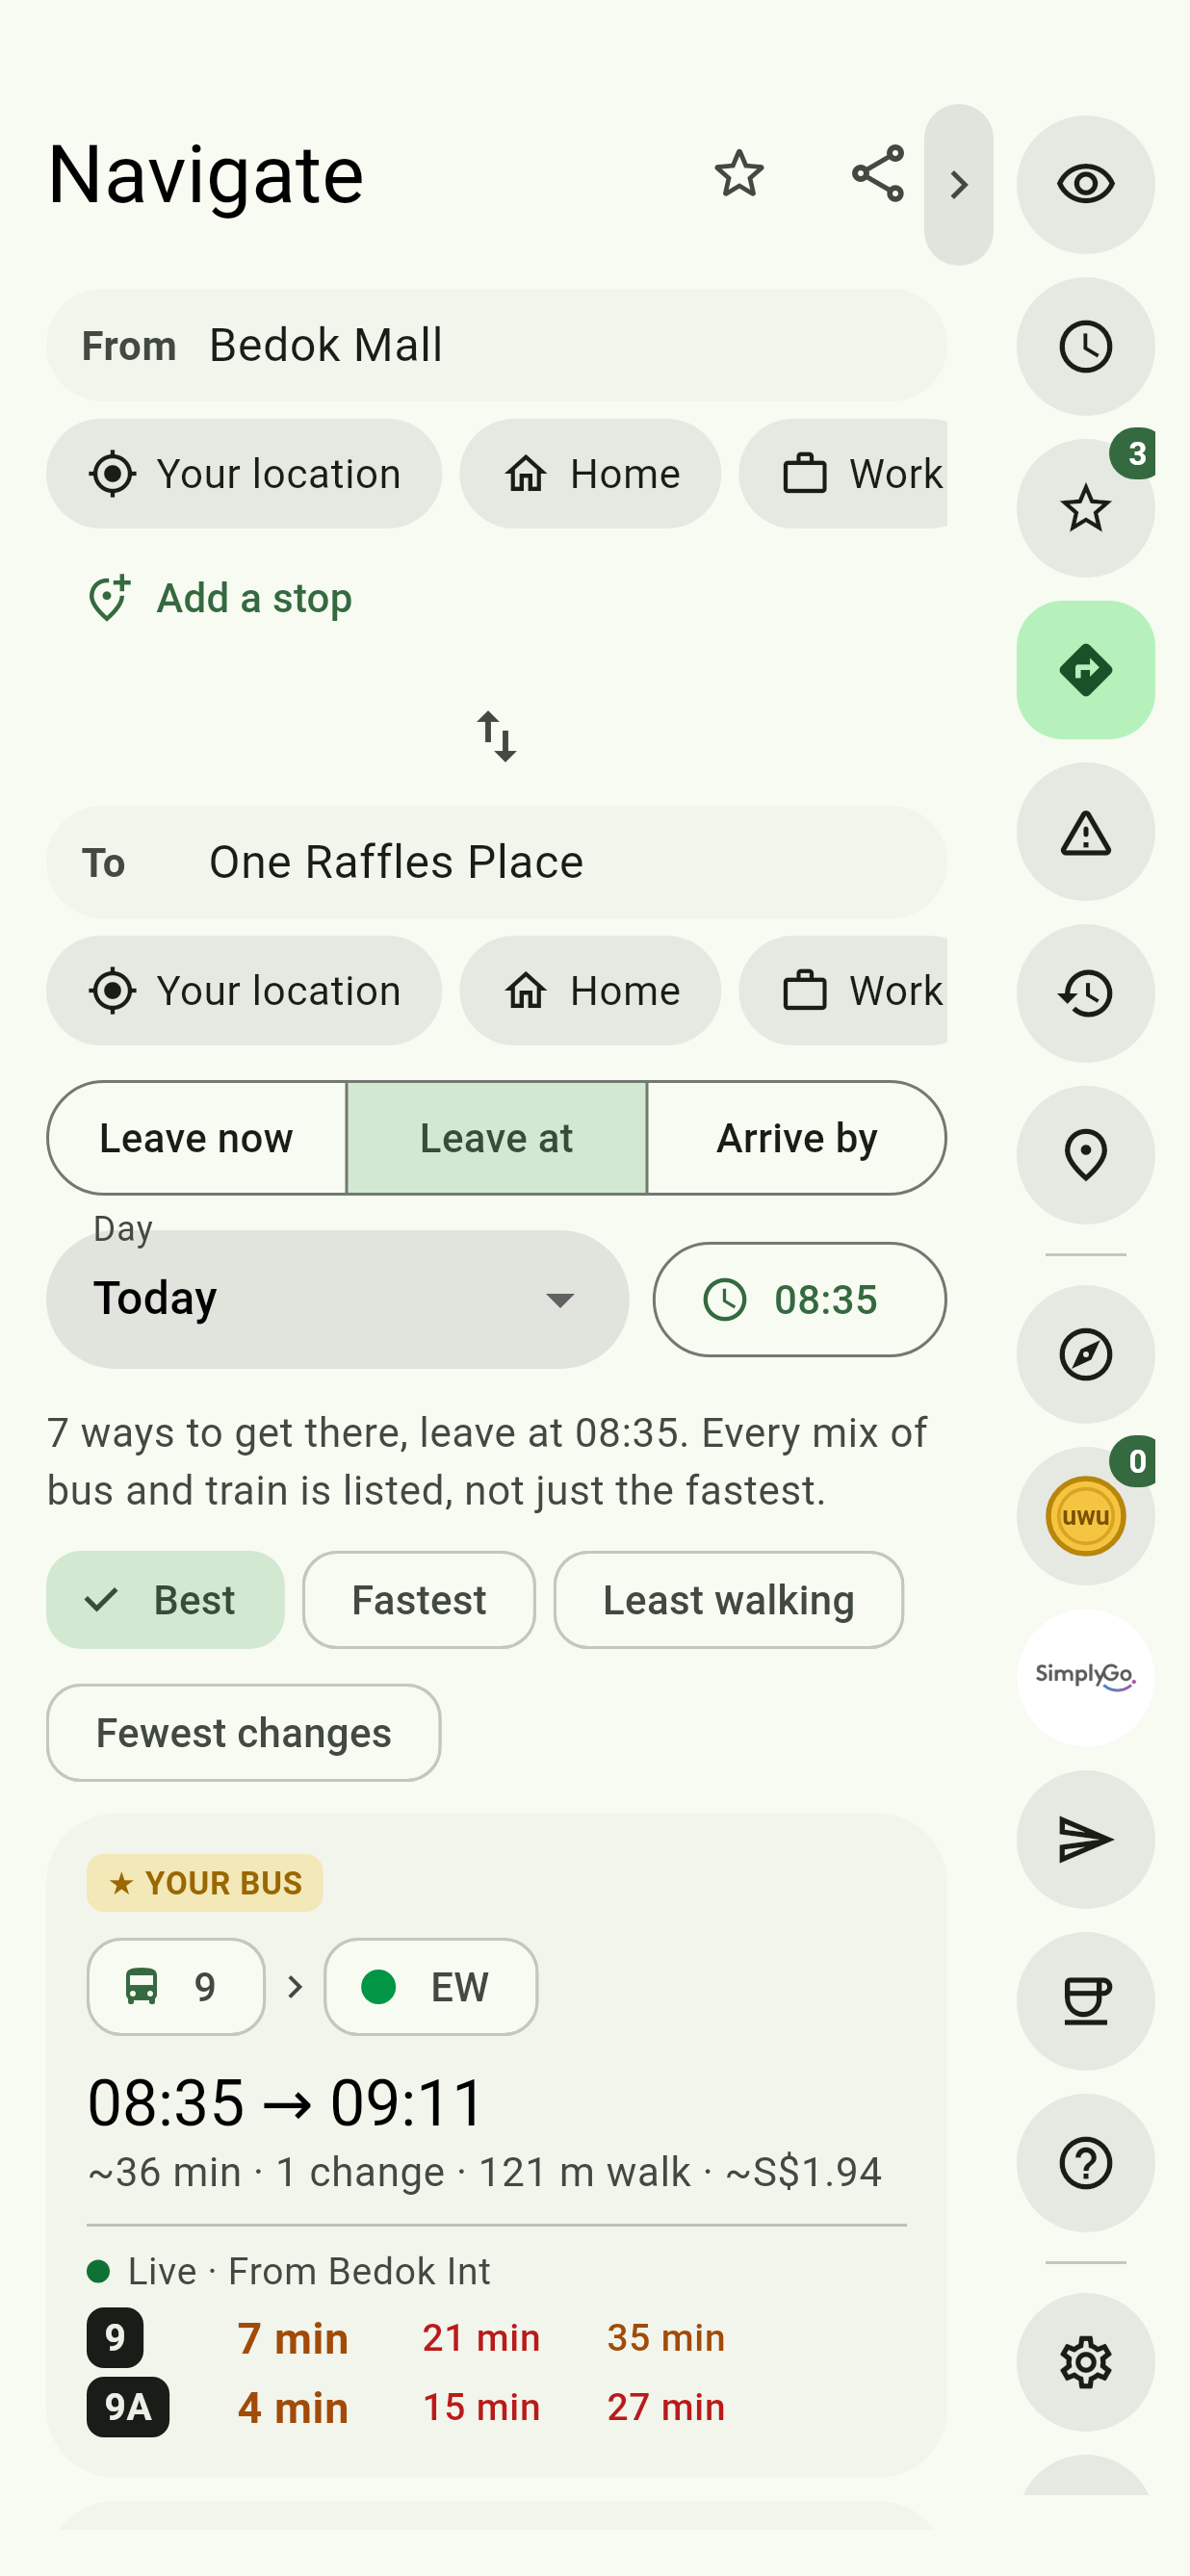 Navigate
From Bedok Mall
Your location Home Work
3
Add a stop
To One Raffles Place
Your location Home Work
Leave now Leave at Arrive by
Day
Today 08:35
7 ways to get there, leave at 08:35. Every mix of
bus and train is listed, not just the fastest.
0
uwu
Best Fastest Least walking
SimplyGo
Fewest changes
★ YOUR BUS
9 > EW
08:35 → 09:11
~36 min · 1 change · 121 m walk · ~S$1.94
Live · From Bedok Int
9 7 min 21 min 35 min
9A 4 min 15 min 27 min